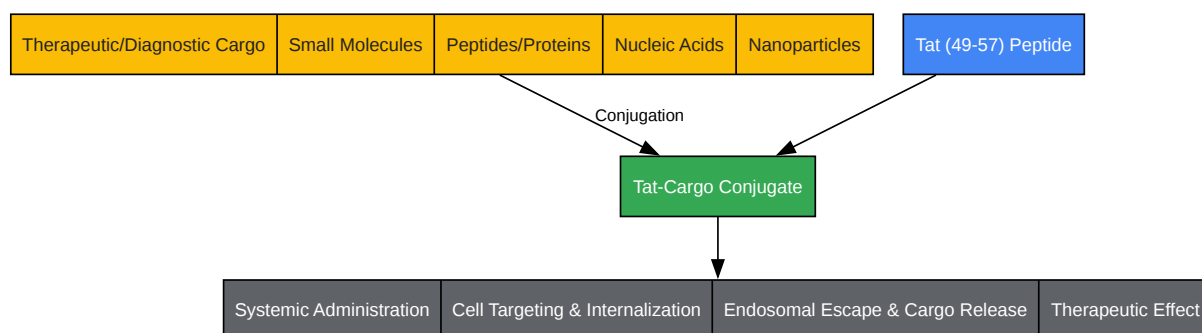 Therapeutic/Diagnostic Cargo
Small Molecules
Peptides/Proteins
Nucleic Acids
Nanoparticles
Tat (49-57) Peptide
Conjugation
Tat-Cargo Conjugate
Systemic Administration
Cell Targeting & Internalization
Endosomal Escape & Cargo Release
Therapeutic Effect